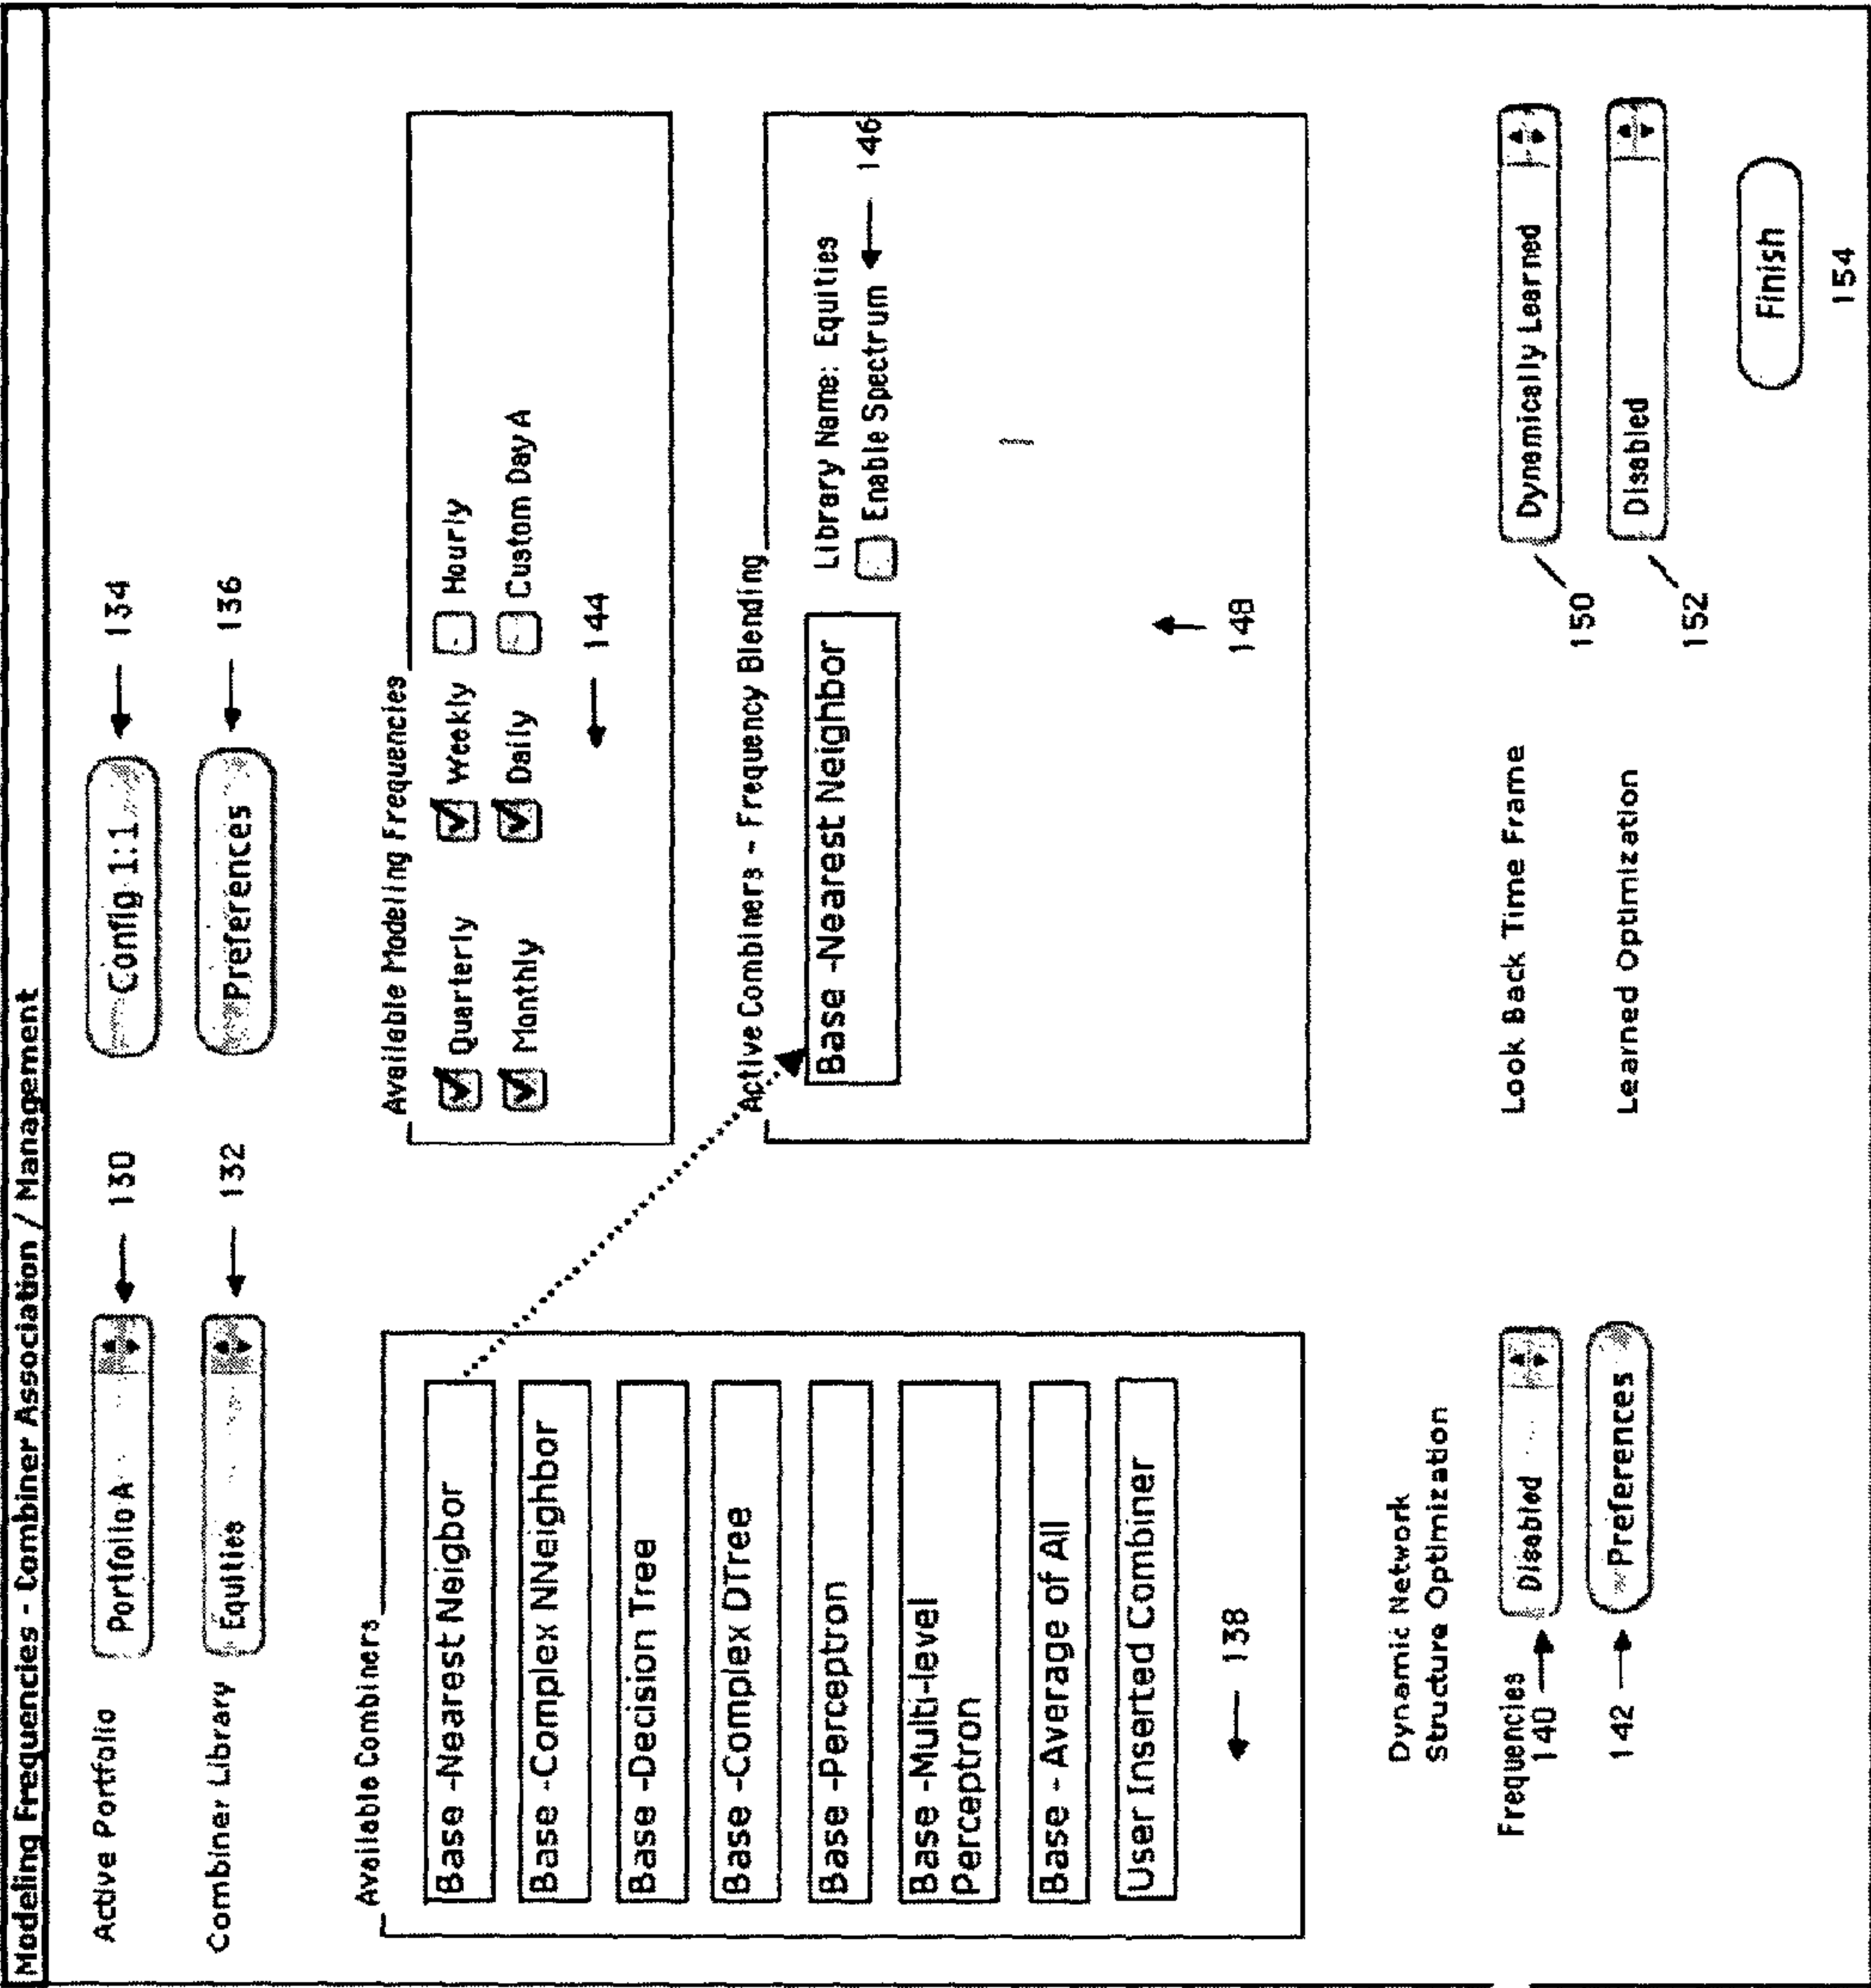 Modeling Frequencies - Combiner Association / Management
Active Portfolio
Portfolio A
130
Config 1:1
134
Combiner Library
Equities
132
Preferences
136
Available Combiners
Base -Nearest Neigbor
Base -Complex NNeighbor
Base -Decision Tree
Base -Complex DTree
Base -Perceptron
Base -Multi-level
Perceptron
Base - Average of All
User Inserted Combiner
138
Available Modeling Frequencies
Quarterly
Weekly
Hourly
Monthly
Daily
Custom Day A
144
Active Combiners - Frequency Blending
Base -Nearest Neighbor
Library Name: Equities
Enable Spectrum
146
148
Dynamic Network
Structure Optimization
Frequencies
140
Disabled
142
Preferences
Look Back Time Frame
150
Dynamically Learned
Learned Optimization
152
Disabled
Finish
154